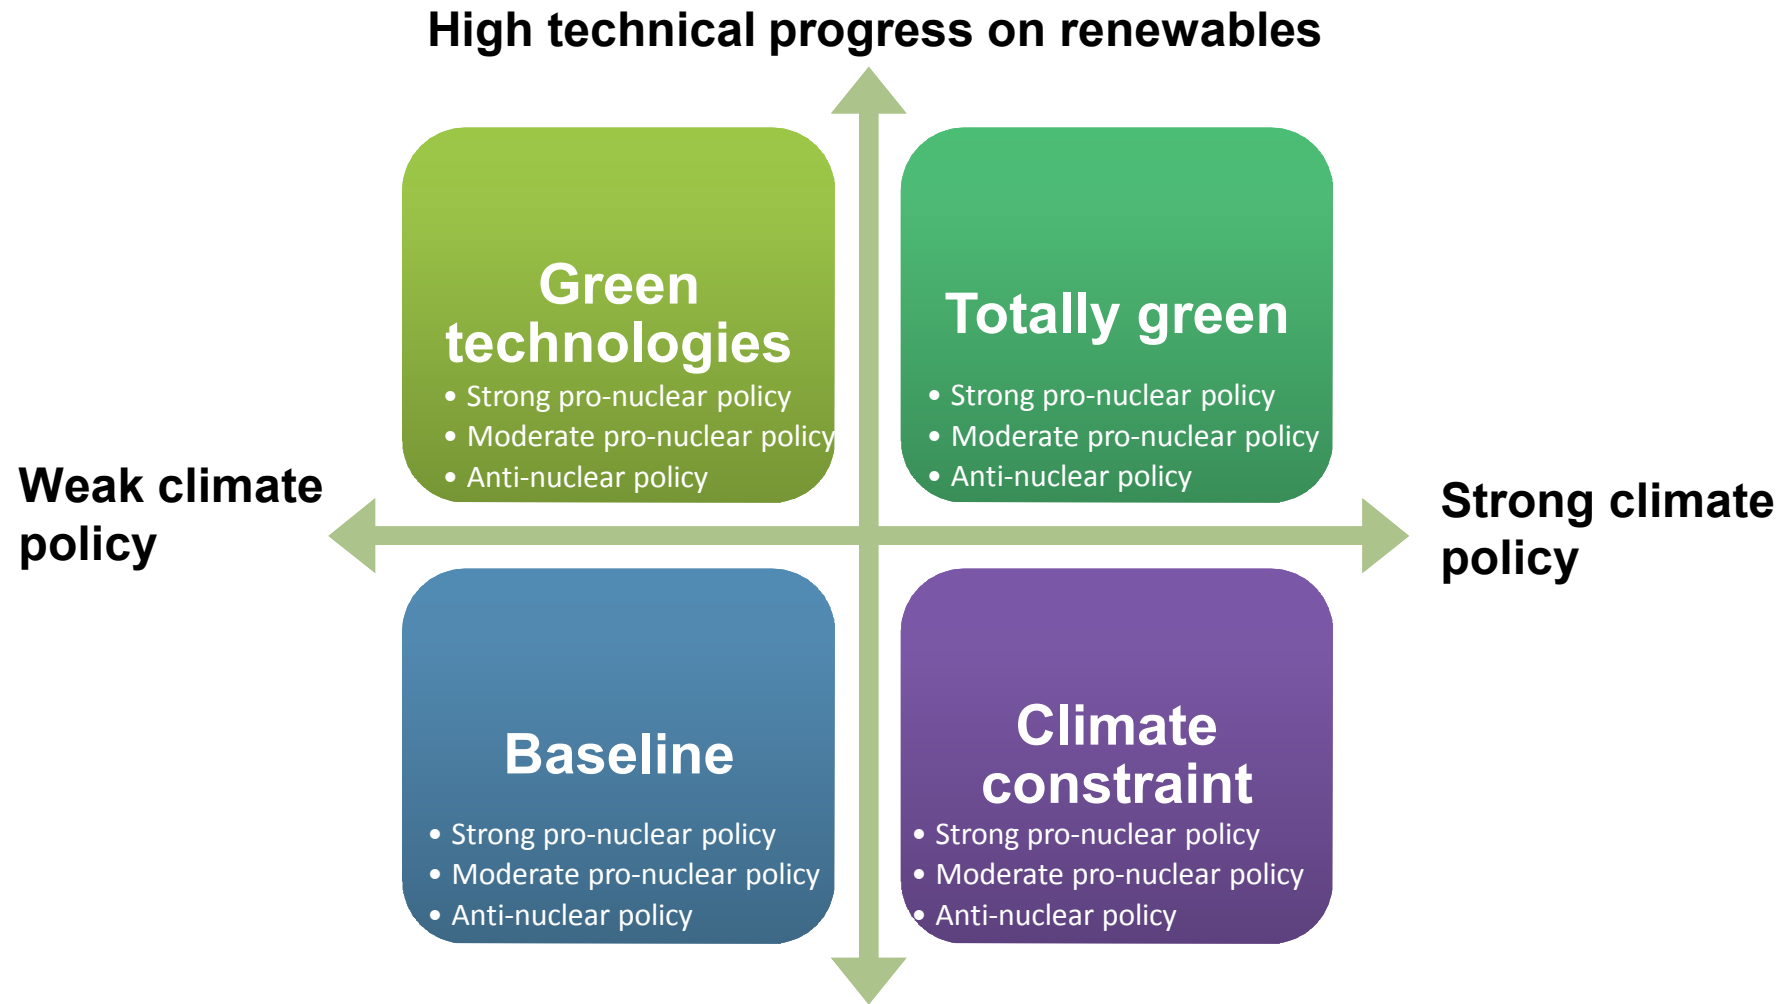 High technical progress on renewables
Green
technologies
• Strong pro-nuclear policy
• Moderate pro-nuclear policy
• Anti-nuclear policy
Totally green
• Strong pro-nuclear policy
• Moderate pro-nuclear policy
• Anti-nuclear policy
Weak climate
policy
Strong climate
policy
Baseline
• Strong pro-nuclear policy
• Moderate pro-nuclear policy
• Anti-nuclear policy
Climate
constraint
• Strong pro-nuclear policy
• Moderate pro-nuclear policy
• Anti-nuclear policy